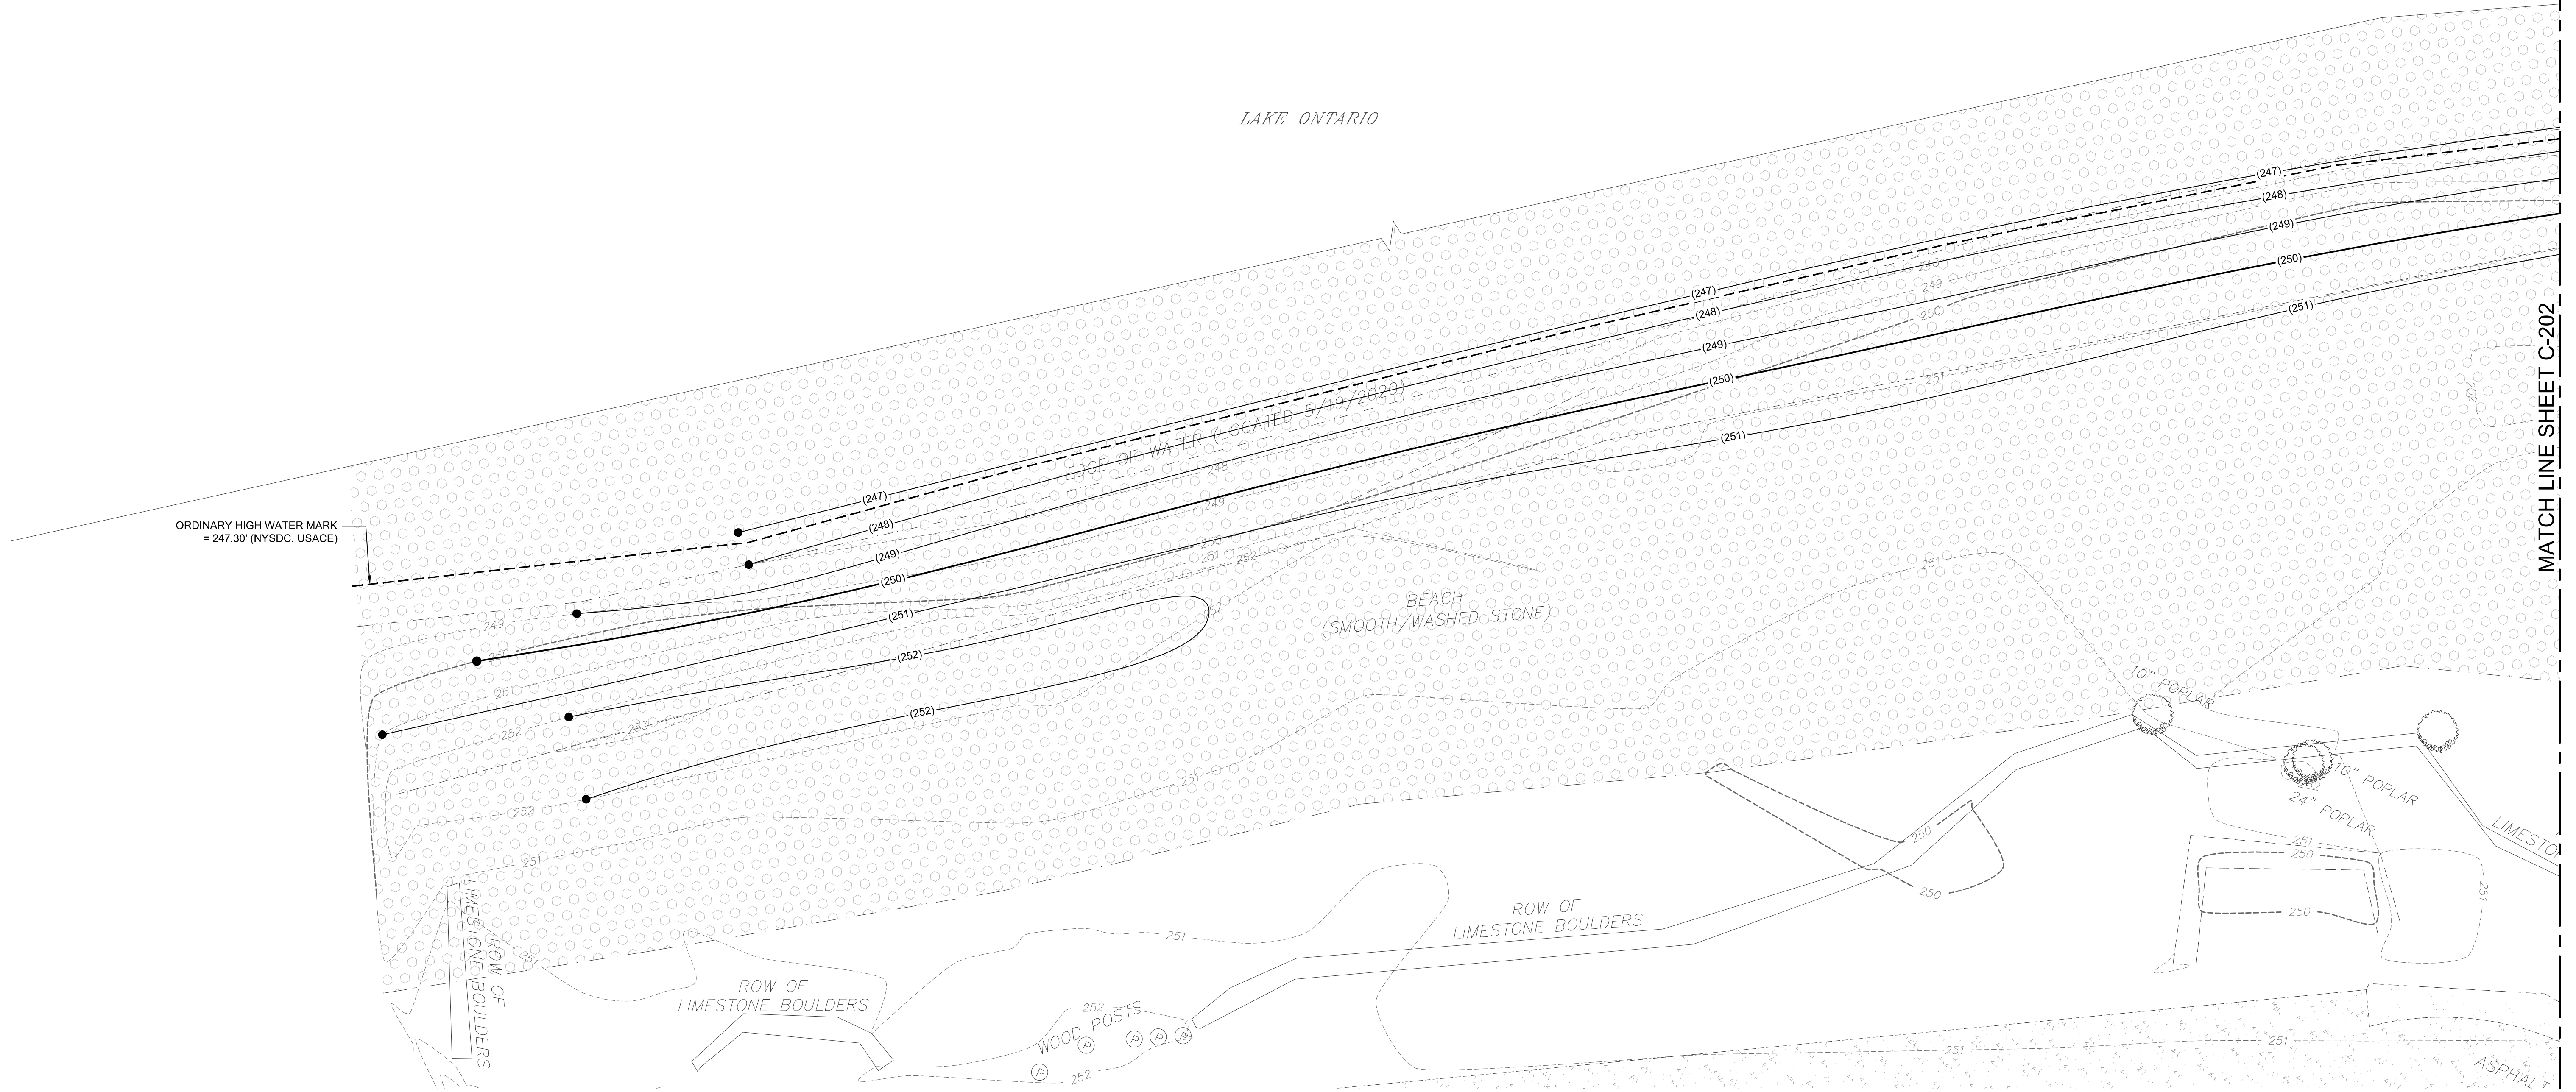 LAKE ONTARIO
(247)
(248)
(249)
(250)
(251)
248
249
250
251
252
MATCH LINE SHEET C-202
(247)
(248)
(249)
(250)
(251)
EDGE OF WATER (LOCATED 5/19/2020)
248
249
250
251
252
252
ORDINARY HIGH WATER MARK
= 247.30' (NYSDC, USACE)
(247)
(248)
(249)
(250)
(251)
(252)
(252)
249
250
251
252
253
252
251
BEACH
(SMOOTH/WASHED STONE)
251
251
10" POPLAR
10" POPLAR
24" POPLAR
252
LIMESTO
250
250
251
250
250
251
ROW OF
LIMESTONE BOULDERS
251
ROW OF
LIMESTONE BOULDERS
251
ROW OF
LIMESTONE BOULDERS
252
WOOD POSTS
P
P
P
P
P
252
251
251
ASPHALT